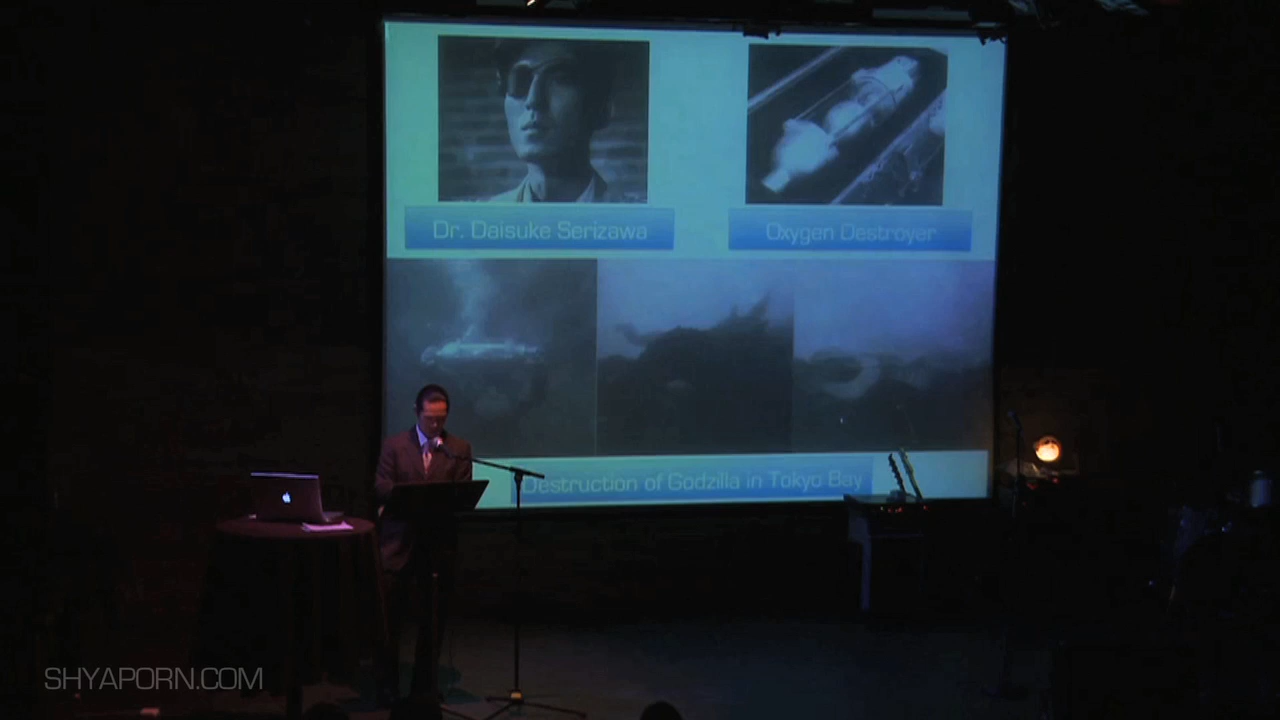 Dr. Daisuke Serizawa
Oxygen Destroyer
Destruction of Godzilla in Tokyo Bay
SHYAPORN.COM